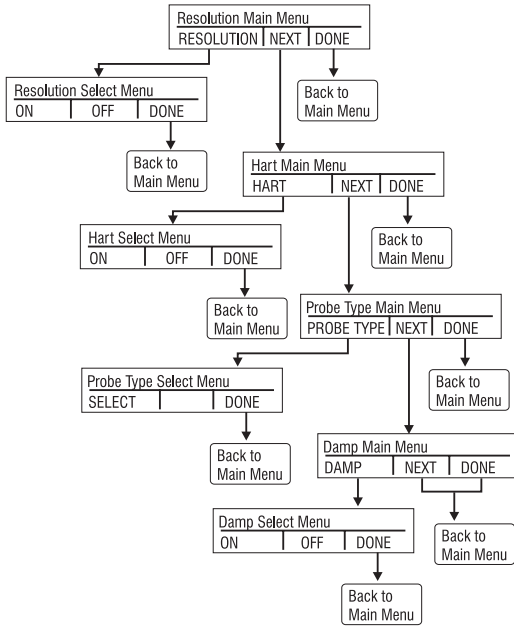 Resolution Main Menu
RESOLUTION NEXT DONE
Resolution Select Menu
ON OFF DONE
Back to
Main Menu
Back to
Main Menu
Hart Main Menu
HART NEXT DONE
Hart Select Menu
ON OFF DONE
Back to
Main Menu
Back to
Main Menu
Probe Type Main Menu
PROBE TYPE NEXT DONE
Probe Type Select Menu
SELECT DONE
Back to
Main Menu
Back to
Main Menu
Damp Main Menu
DAMP NEXT DONE
Damp Select Menu
ON OFF DONE
Back to
Main Menu
Back to
Main Menu